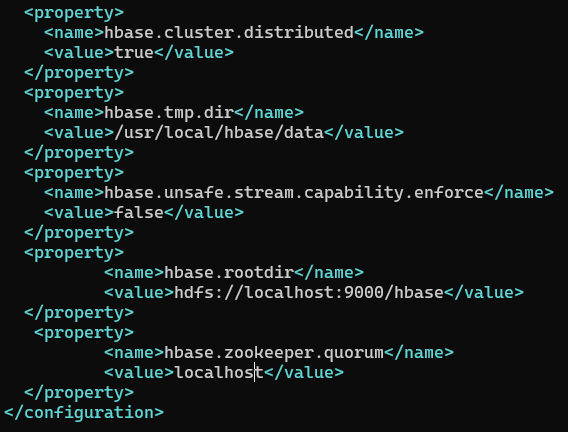 <property>
<name>hbase.cluster.distributed</name>
<value>true</value>
</property>
<property>
<name>hbase.tmp.dir</name>
<value>/usr/local/hbase/data</value>
</property>
<property>
<name>hbase.unsafe.stream.capability.enforce</name>
<value>false</value>
</property>
<property>
<name>hbase.rootdir</name>
<value>hdfs://localhost:9000/hbase</value>
</property>
<property>
<name>hbase.zookeeper.quorum</name>
<value>localhost</value>
</property>
</configuration>